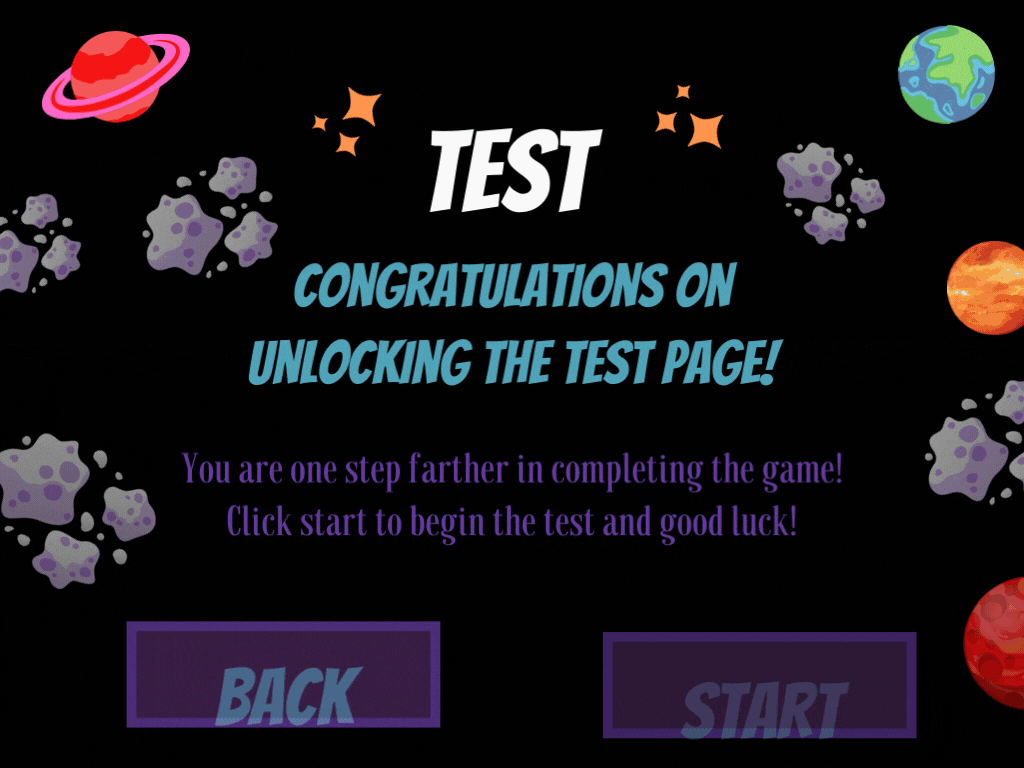 TEST
CONGRATULATIONS ON
UNLOCKING THE TEST PAGE!
You are one step farther in completing the game!
Click start to begin the test and good luck!
BACK
START